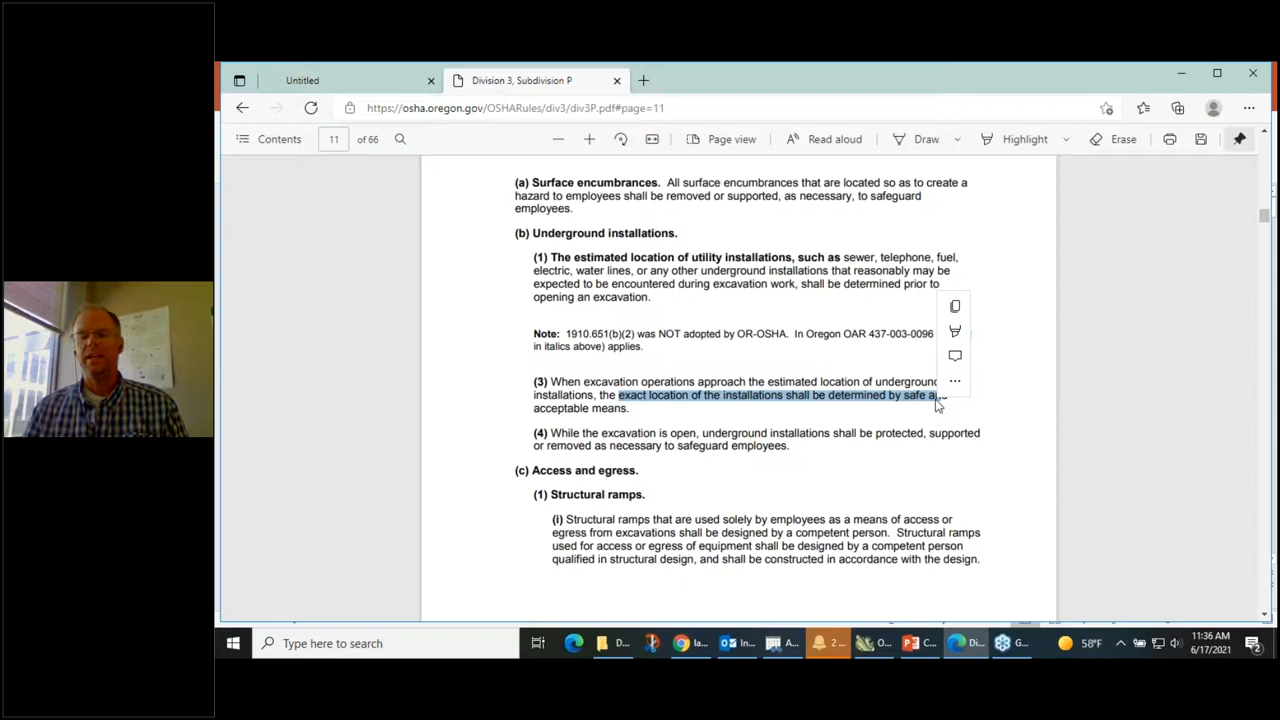 Untitled
Division 3, Subdivision P
https://osha.oregon.gov/OSHARules/div3/div3P.pdf#page=11
Contents
11
of 66
Page view
Read aloud
Draw
Highlight
Erase
(a) Surface encumbrances. All surface encumbrances that are located so as to create a
hazard to employees shall be removed or supported, as necessary, to safeguard
employees.
(b) Underground installations.
(1) The estimated location of utility installations, such as sewer, telephone, fuel,
electric, water lines, or any other underground installations that reasonably may be
expected to be encountered during excavation work, shall be determined prior to
opening an excavation.
Note: 1910.651(b)(2) was NOT adopted by OR-OSHA. In Oregon OAR 437-003-0096
in italics above) applies.
(3) When excavation operations approach the estimated location of underground
installations, the exact location of the installations shall be determined by safe and
acceptable means.
(4) While the excavation is open, underground installations shall be protected, supported
or removed as necessary to safeguard employees.
(c) Access and egress.
(1) Structural ramps.
(i) Structural ramps that are used solely by employees as a means of access or
egress from excavations shall be designed by a competent person. Structural ramps
used for access or egress of equipment shall be designed by a competent person
qualified in structural design, and shall be constructed in accordance with the design.
Type here to search
D...
Ia...
In...
A...
2...
O...
C...
Di...
G...
58°F
11:36 AM
6/17/2021
2